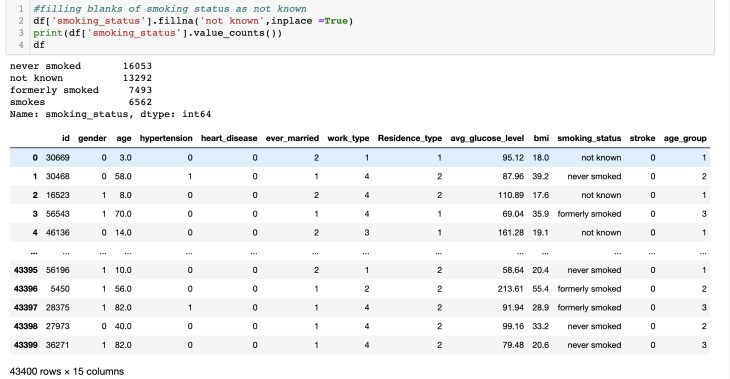 1 #filling blanks of smoking status as not known
2 df['smoking_status'].fillna('not known',inplace =True)
3 print(df['smoking_status'].value_counts())
4 df
never smoked 16053
not known 13292
formerly smoked 7493
smokes 6562
Name: smoking_status, dtype: int64
id gender age hypertension heart_disease ever_married work_type Residence_type avg_glucose_level bmi smoking_status stroke age_group
0 30669 0 3.0 0 0 2 1 1 95.12 18.0 not known 0 1
1 30468 0 58.0 1 0 1 4 2 87.96 39.2 never smoked 0 2
2 16523 1 8.0 0 0 2 4 2 110.89 17.6 not known 0 1
3 56543 1 70.0 0 0 1 4 1 69.04 35.9 formerly smoked 0 3
4 46136 0 14.0 0 0 2 3 1 161.28 19.1 not known 0 1
... ... ... ... ... ... ... ... ... ... ... ... ... ...
43395 56196 1 10.0 0 0 2 1 2 58.64 20.4 never smoked 0 1
43396 5450 1 56.0 0 0 1 2 2 213.61 55.4 formerly smoked 0 2
43397 28375 1 82.0 1 0 1 4 2 91.94 28.9 formerly smoked 0 3
43398 27973 0 40.0 0 0 1 4 2 99.16 33.2 never smoked 0 2
43399 36271 1 82.0 0 0 1 4 2 79.48 20.6 never smoked 0 3
43400 rows × 15 columns